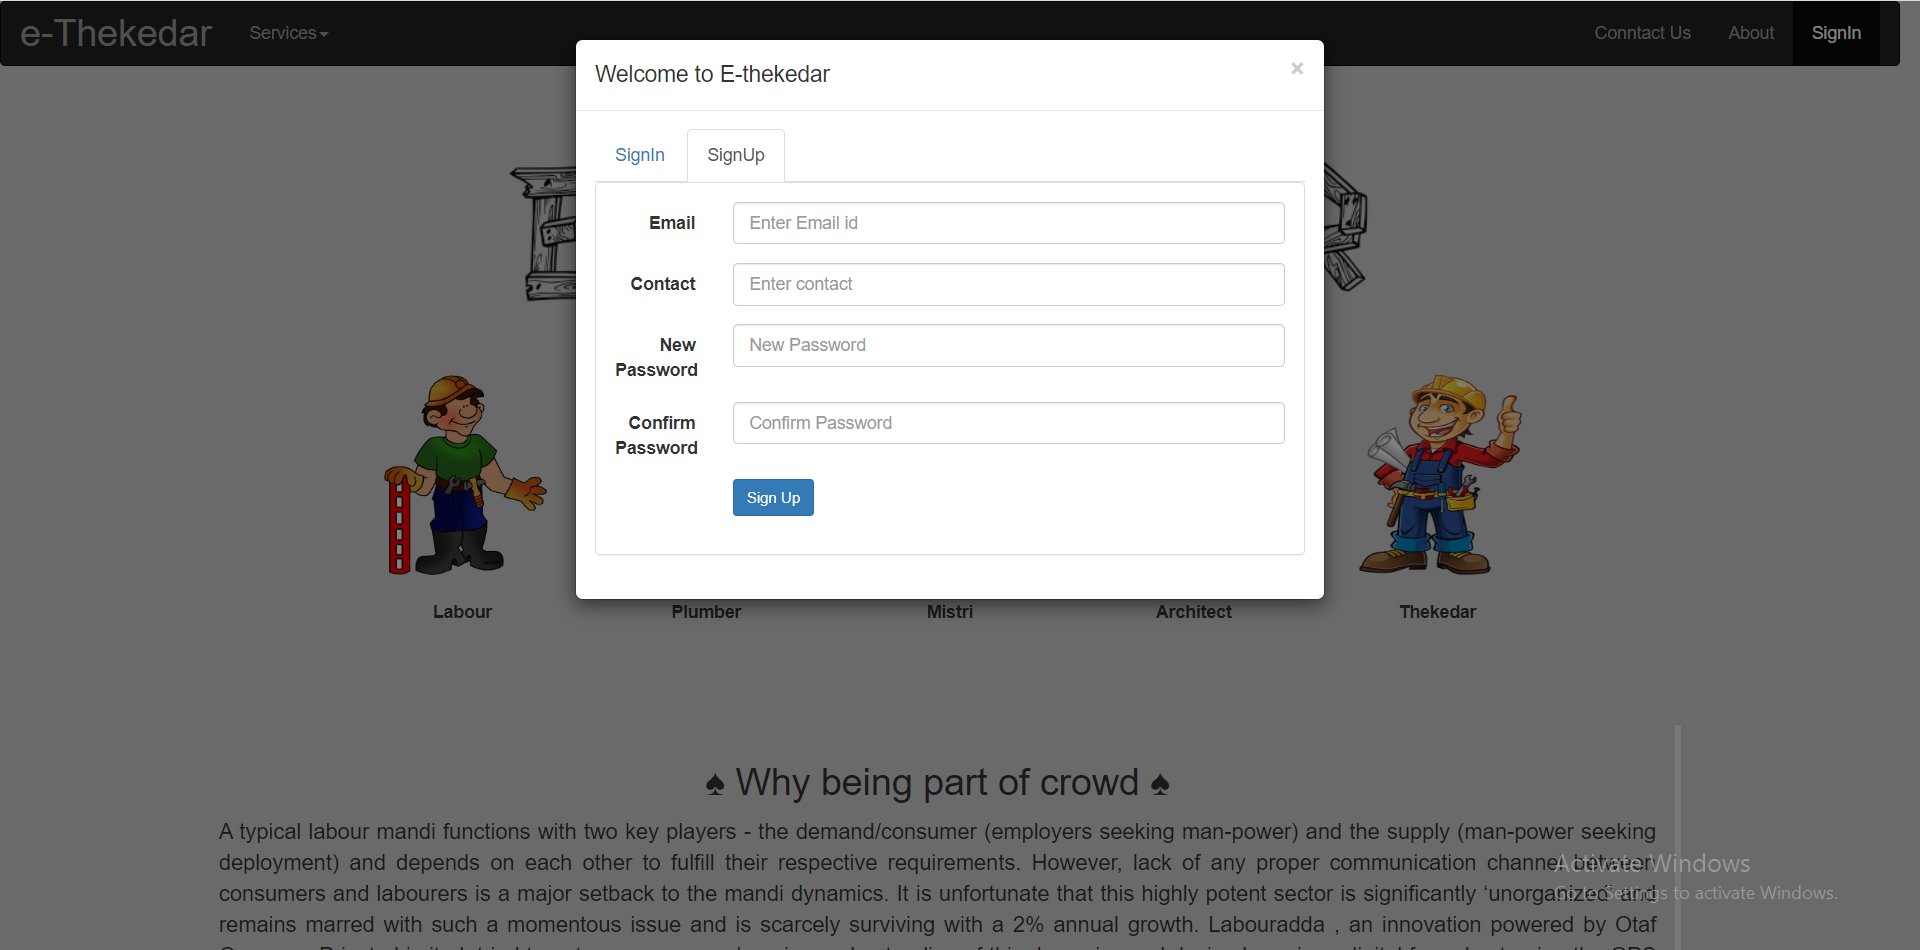 e-Thekedar Services Conntact Us About SignIn
Welcome to E-thekedar ×
SignIn SignUp
Email Enter Email id
Contact Enter contact
New Password New Password
Confirm Password Confirm Password
Sign Up
Labour Plumber Mistri Architect Thekedar
♠ Why being part of crowd ♠
A typical labour mandi functions with two key players - the demand/consumer (employers seeking man-power) and the supply (man-power seeking
deployment) and depends on each other to fulfill their respective requirements. However, lack of any proper communication channel between
consumers and labourers is a major setback to the mandi dynamics. It is unfortunate that this highly potent sector is significantly ‘unorganized’ and
remains marred with such a momentous issue and is scarcely surviving with a 2% annual growth. Labouradda , an innovation powered by Otaf
Activate Windows
Go to Settings to activate Windows.